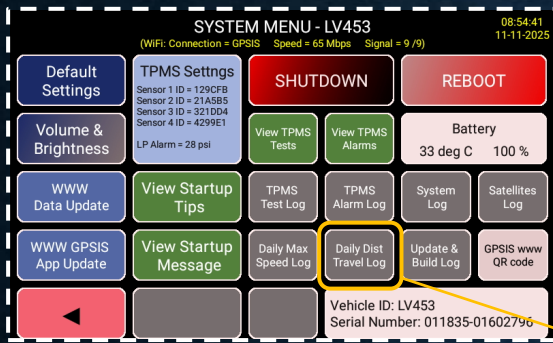 SYSTEM MENU - LV453
(WiFi: Connection = GPSIS Speed = 65 Mbps Signal = 9 /9)
08:54:41
11-11-2025
Default
Settings
TPMS Settngs
Sensor 1 ID = 129CFB
Sensor 2 ID = 21A5B5
Sensor 3 ID = 321DD4
Sensor 4 ID = 4299E1
LP Alarm = 28 psi
SHUTDOWN
REBOOT
Volume &
Brightness
View TPMS
Tests
View TPMS
Alarms
Battery
33 deg C 100 %
WWW
Data Update
View Startup
Tips
TPMS
Test Log
TPMS
Alarm Log
System
Log
Satellites
Log
WWW GPSIS
App Update
View Startup
Message
Daily Max
Speed Log
Daily Dist
Travel Log
Update &
Build Log
GPSIS www
QR code
Vehicle ID: LV453
Serial Number: 011835-01602796